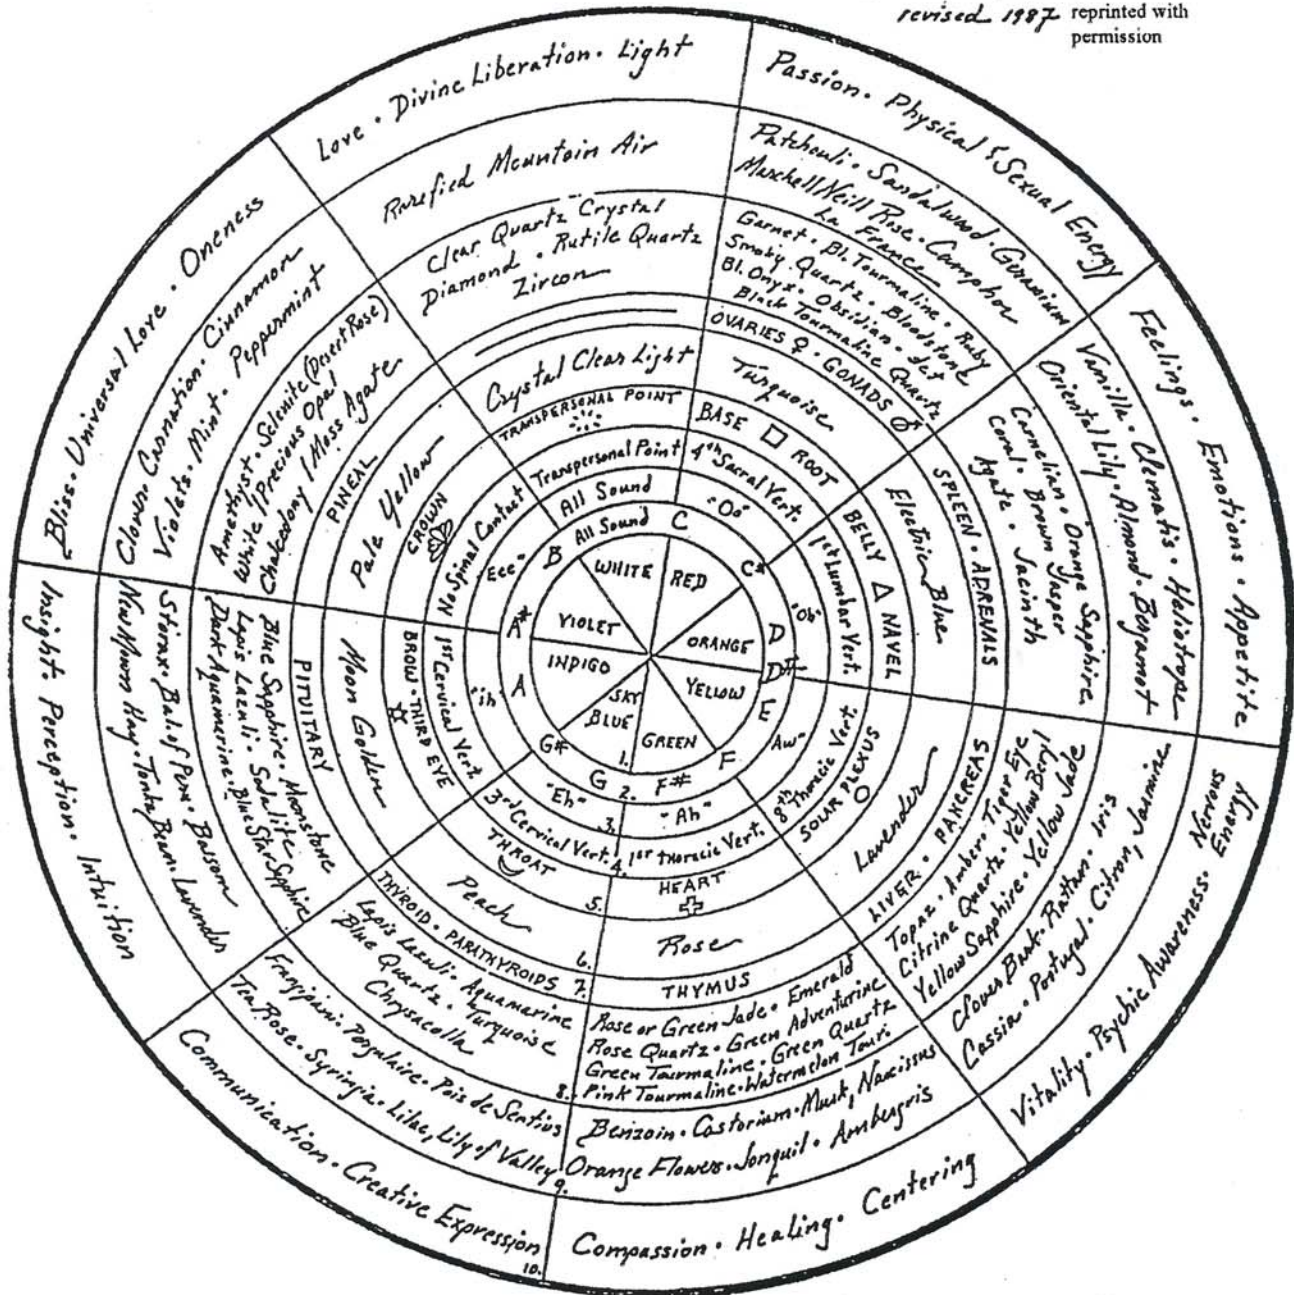 revised 1987 reprinted with
permission
Love · Divine Liberation · Light
Rarefied Mountain Air
Clear Quartz Crystal
Diamond · Rutile Quartz
Zircon
Crystal Clear Light
TRANSPERSONAL POINT
Transpersonal Point
All Sound
All Sound
WHITE
Passion · Physical & Sexual Energy
Patchouli · Sandalwood · Geranium
Marechell Neill Rose · Camphor
La France
Garnet · Bl. Tourmaline · Ruby
Smoky Quartz · Bloodstone
Bl. Onyx · Obsidian · Jet
Black Tourmaline Quartz
OVARIES ♀ · GONADS ♂
Turquoise
BASE □ ROOT
4th Sacral Vert.
"Oo"
C
RED
C#
Feelings · Emotions · Appetite
Vanilla · Clematis · Heliotrope
Oriental Lily · Almond · Bergamot
Carnelian · Orange Sapphire
Coral · Brown Jasper
Agate · Jacinth
SPLEEN · ADRENALS
Electric Blue
BELLY △ NAVEL
1st Lumbar Vert.
"Oh"
D
ORANGE
D#
Vitality · Psychic Awareness · Nervous
Energy
Cloves Bark · Rattan · Iris
Cassia · Portugal · Citron, Jasmine
Topaz · Amber · Tiger Eye
Citrine Quartz · Yellow Beryl
Yellow Sapphire · Yellow Jade
LIVER · PANCREAS
Lavender
SOLAR PLEXUS
8th Thoracic Vert.
Aw"
E
YELLOW
F
GREEN
F#
"Ah"
1st Thoracic Vert.
HEART
Rose
THYMUS
Rose or Green Jade · Emerald
Rose Quartz · Green Adventurine
Green Tourmaline · Green Quartz
Pink Tourmaline · Watermelon Tour.
Benzoin · Castorium · Musk, Narcissus
Orange Flowers · Jonquil · Ambergris
Compassion · Healing · Centering
1.
2.
3.
4.
5.
6.
7.
8.
9.
10.
SKY
BLUE
G
G#
"Eh"
3rd Cervical Vert.
THROAT
Peach
THYROID · PARATHYROIDS
Lapis Lazuli · Aquamarine
Blue Quartz · Turquoise
Chrysacolla
Frangipani · Populaire · Pois de Sentius
Tea Rose · Syringia · Lilac, Lily of Valley
Communication · Creative Expression
INDIGO
A
"ih"
1st Cervical Vert
BROW · THIRD EYE
Moon Golden
PITUITARY
Blue Sapphire · Moonstone
Lapis Lazuli · Sodalite
Dark Aquamarine · Blue Star Sapphire
Storax · Bal. of Peru · Balsom
New Mown Hay · Tonka Bean · Lavender
Insight · Perception · Intuition
VIOLET
A#
B
"Eee"
No Spinal Contact
CROWN
Pale Yellow
PINEAL
Amethyst · Selenite (Desert Rose)
White / Precious Opal
Chalcedony / Moss Agate
Clover · Carnation · Cinnamon
Violets · Mint · Peppermint
Bliss · Universal Love · Oneness